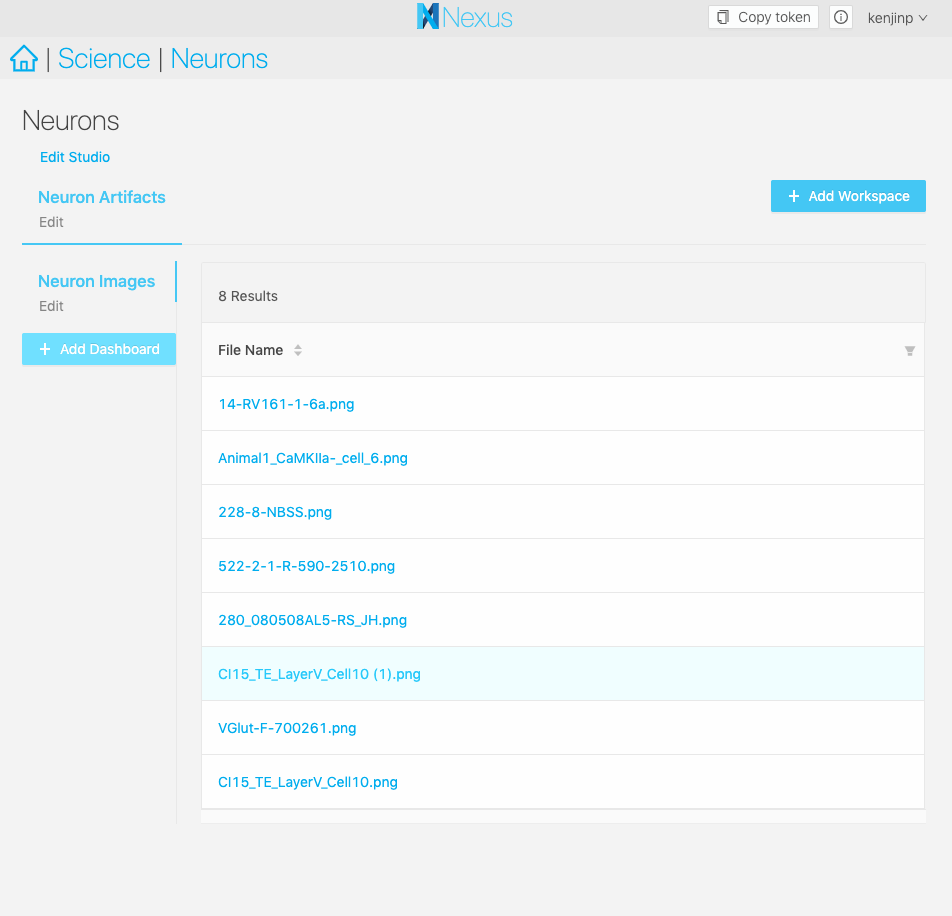 Nexus
Copy token
kenjinp
| Science | Neurons
Neurons
Edit Studio
Neuron Artifacts
Edit
+ Add Workspace
Neuron Images
Edit
+ Add Dashboard
8 Results
File Name
14-RV161-1-6a.png
Animal1_CaMKIIa-_cell_6.png
228-8-NBSS.png
522-2-1-R-590-2510.png
280_080508AL5-RS_JH.png
CI15_TE_LayerV_Cell10 (1).png
VGlut-F-700261.png
CI15_TE_LayerV_Cell10.png